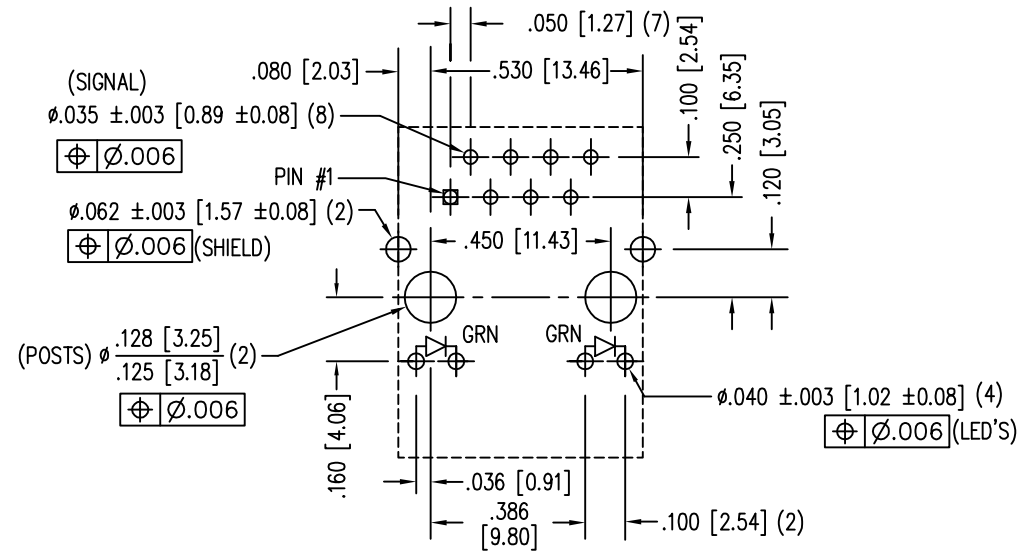 .050 [1.27] (7)
.080 [2.03]
.530 [13.46]
.100 [2.54]
.250 [6.35]
.120 [3.05]
(SIGNAL)
ø.035 ±.003 [0.89 ±0.08] (8)
⌖ Ø.006
PIN #1
ø.062 ±.003 [1.57 ±0.08] (2)
⌖ Ø.006 (SHIELD)
.450 [11.43]
GRN
GRN
(POSTS) ø .128 [3.25]
.125 [3.18] (2)
⌖ Ø.006
.160 [4.06]
ø.040 ±.003 [1.02 ±0.08] (4)
⌖ Ø.006 (LED'S)
.036 [0.91]
.386
[9.80]
.100 [2.54] (2)